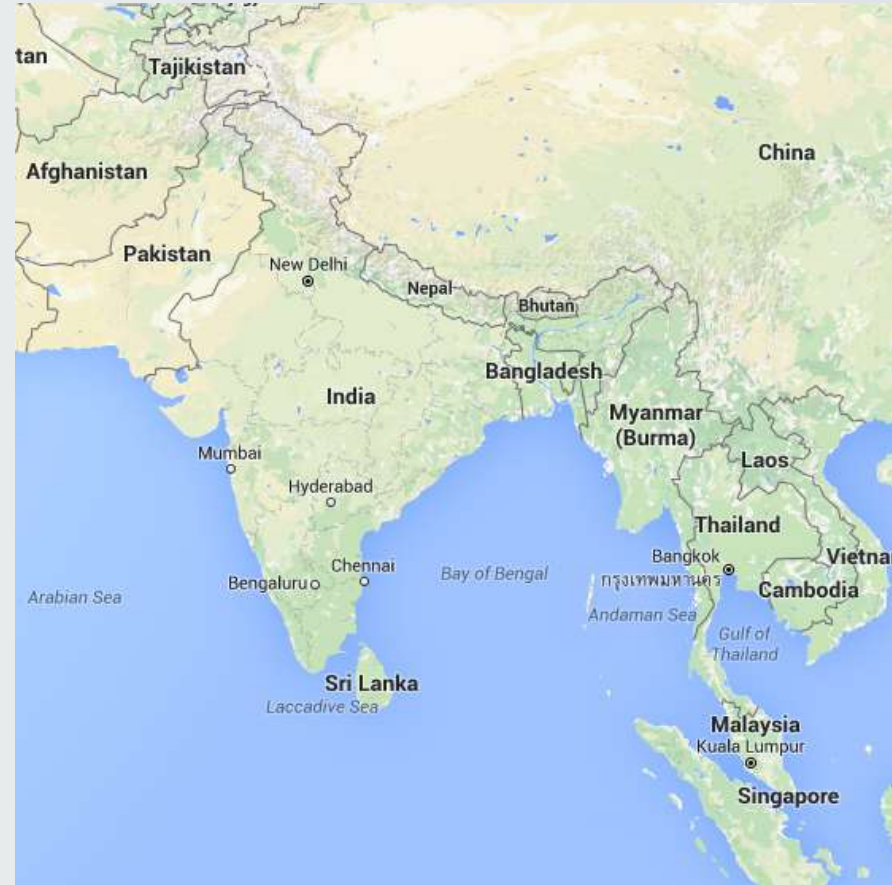 tan
Tajikistan
Afghanistan
China
Pakistan
New Delhi
Nepal
Bhutan
Bangladesh
India
Myanmar
(Burma)
Mumbai
Laos
Hyderabad
Thailand
Bangkok
กรุงเทพมหานคร
Vietna
Chennai
Bengaluru
Bay of Bengal
Cambodia
Arabian Sea
Andaman Sea
Gulf of
Thailand
Sri Lanka
Laccadive Sea
Malaysia
Kuala Lumpur
Singapore